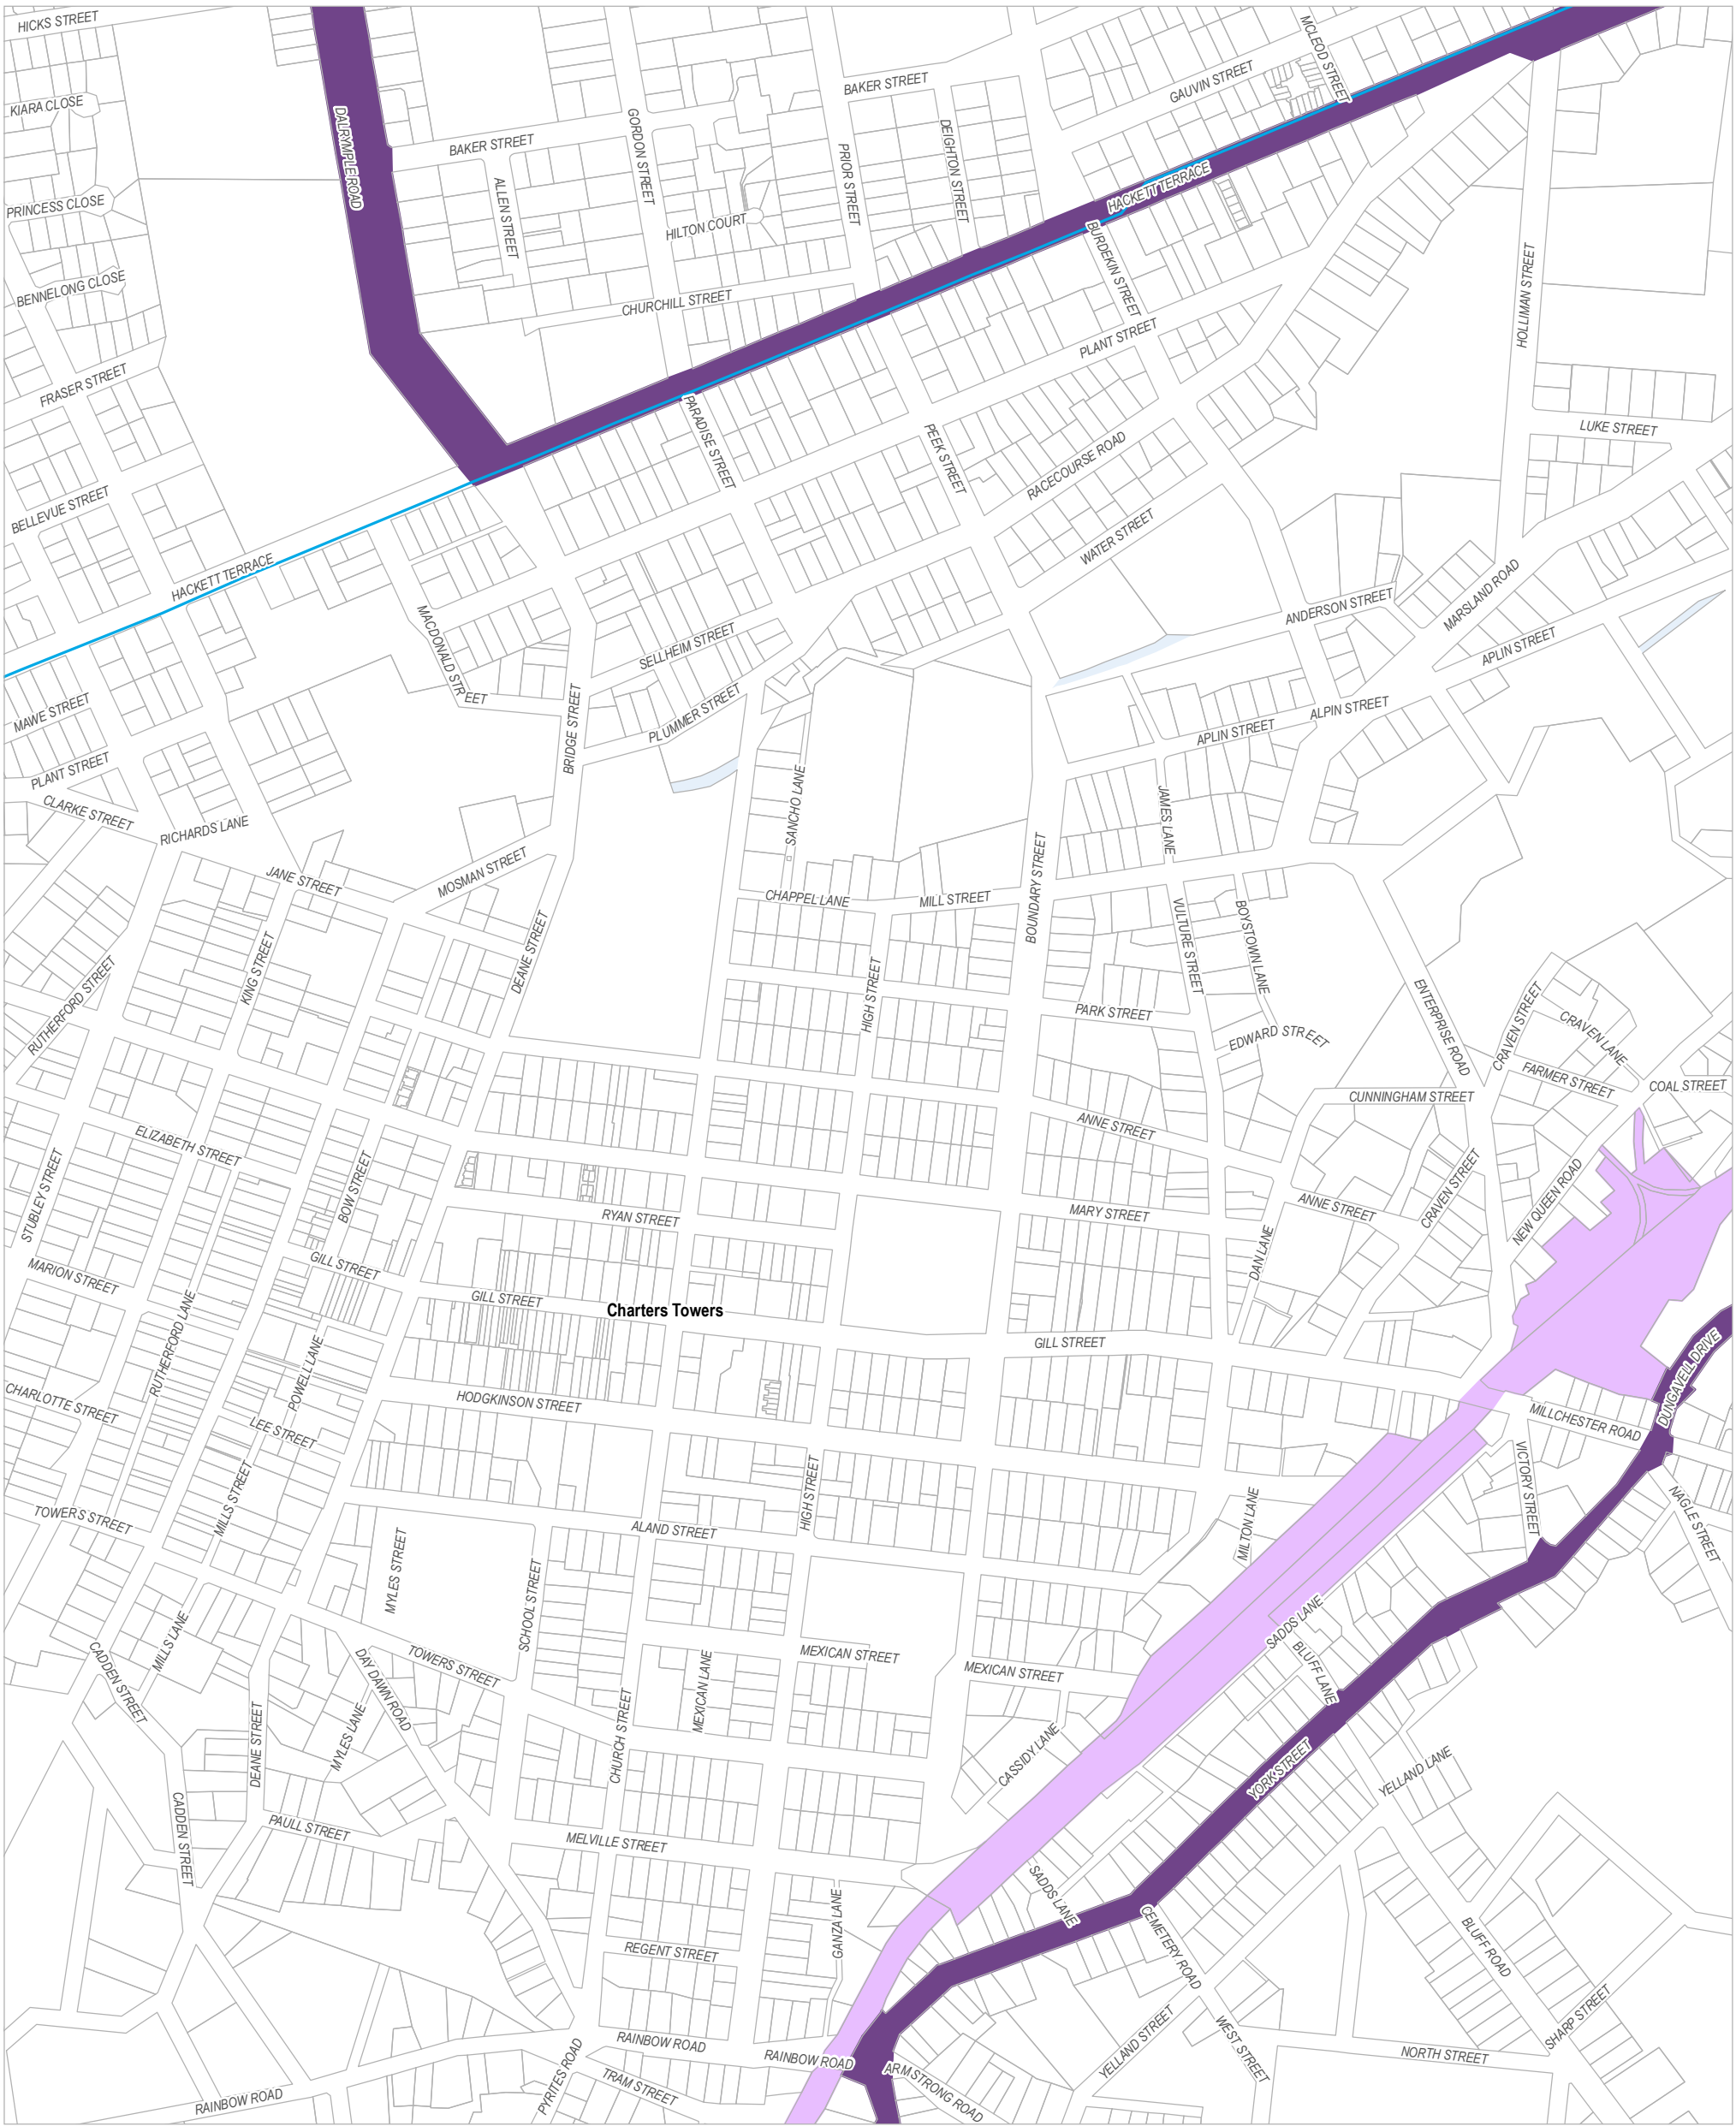 HICKS STREET
MCLEOD STREET
GAUVIN STREET
BAKER STREET
KIARA CLOSE
DALRYMPLE ROAD
GORDON STREET
DEIGHTON STREET
BAKER STREET
PRIOR STREET
ALLEN STREET
HACKETT TERRACE
PRINCESS CLOSE
HILTON COURT
BURDEKIN STREET
BENNELONG CLOSE
CHURCHILL STREET
HOLLIMAN STREET
PLANT STREET
FRASER STREET
PARADISE STREET
PEEK STREET
RACECOURSE ROAD
LUKE STREET
BELLEVUE STREET
WATER STREET
HACKETT TERRACE
MARSLAND ROAD
ANDERSON STREET
MACDONALD STREET
SELLHEIM STREET
APLIN STREET
MAWE STREET
PLUMMER STREET
BRIDGE STREET
ALPIN STREET
APLIN STREET
PLANT STREET
SANCHO LANE
JAMES LANE
CLARKE STREET
RICHARDS LANE
JANE STREET
MOSMAN STREET
CHAPPEL LANE
MILL STREET
BOUNDARY STREET
VULTURE STREET
BOYSTOWN LANE
KING STREET
DEANE STREET
HIGH STREET
RUTHERFORD STREET
PARK STREET
EDWARD STREET
ENTERPRISE ROAD
CRAVEN STREET
CRAVEN LANE
FARMER STREET
COAL STREET
CUNNINGHAM STREET
ELIZABETH STREET
ANNE STREET
STUBLEY STREET
BOW STREET
RYAN STREET
MARY STREET
ANNE STREET
CRAVEN STREET
NEW QUEEN ROAD
DAN LANE
MARION STREET
GILL STREET
GILL STREET
Charters Towers
GILL STREET
RUTHERFORD LANE
POWELL LANE
DUNGAVELL DRIVE
CHARLOTTE STREET
HODGKINSON STREET
LEE STREET
MILLCHESTER ROAD
VICTORY STREET
MILLS STREET
HIGH STREET
TOWERS STREET
ALAND STREET
MILTON LANE
NAGLE STREET
MYLES STREET
SCHOOL STREET
SADDS LANE
MILLS LANE
CADDEN STREET
TOWERS STREET
DAY DAWN ROAD
MEXICAN LANE
MEXICAN STREET
MEXICAN STREET
BLUFF LANE
MYLES LANE
DEANE STREET
CHURCH STREET
CASSIDY LANE
YORK STREET
YELLAND LANE
CADDEN STREET
PAULL STREET
MELVILLE STREET
SADDS LANE
GANZA LANE
CEMETERY ROAD
BLUFF ROAD
REGENT STREET
RAINBOW ROAD
RAINBOW ROAD
ARMSTRONG ROAD
YELLAND STREET
WEST STREET
NORTH STREET
SHARP STREET
PYRITES ROAD
TRAM STREET
RAINBOW ROAD